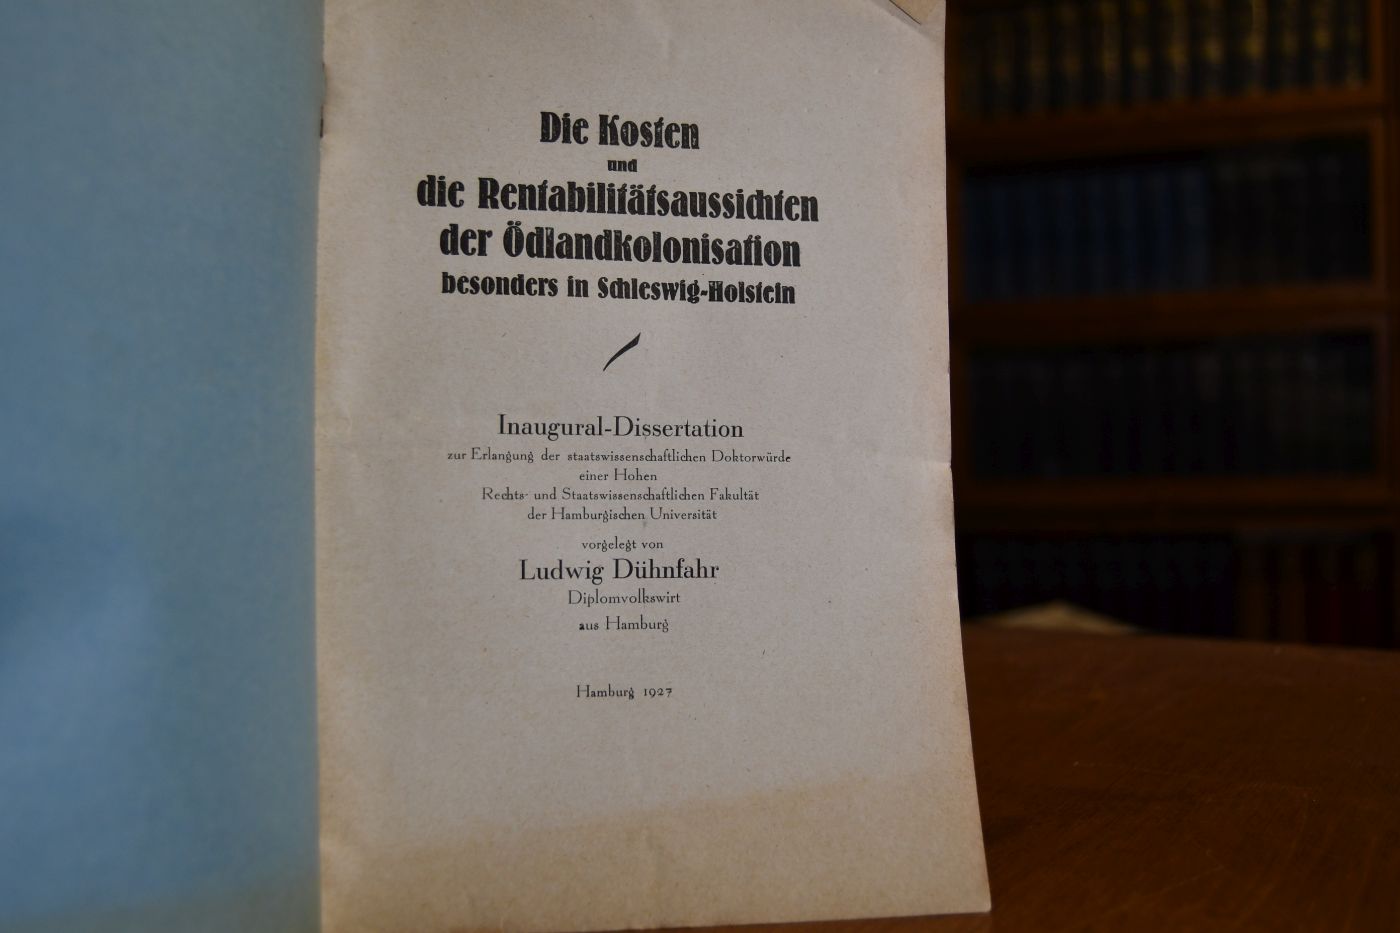 Die Kosten
und
die Rentabilitätsaussichten
der Ödlandkolonisation
besonders in Schleswig-Holstein
Inaugural-Dissertation
zur Erlangung der staatswissenschaftlichen Doktorwürde
einer Hohen
Rechts- und Staatswissenschaftlichen Fakultät
der Hamburgischen Universität
vorgelegt von
Ludwig Dühnfahr
Diplomvolkswirt
aus Hamburg
Hamburg 1927